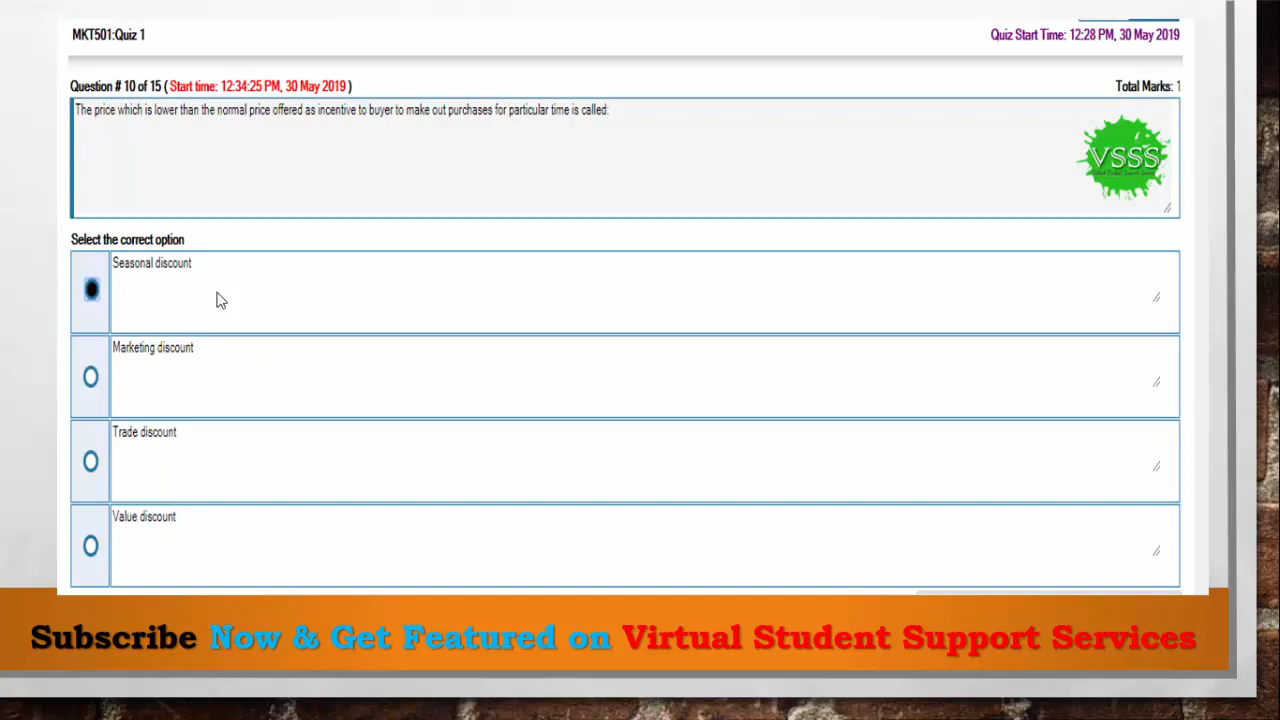 MKT501:Quiz 1
Quiz Start Time: 12:28 PM, 30 May 2019
Question # 10 of 15 ( Start time: 12:34:25 PM, 30 May 2019 )
Total Marks: 1
The price which is lower than the normal price offered as incentive to buyer to make out purchases for particular time is called:
VSSS
Select the correct option
Seasonal discount
Marketing discount
Trade discount
Value discount
Subscribe Now & Get Featured on Virtual Student Support Services